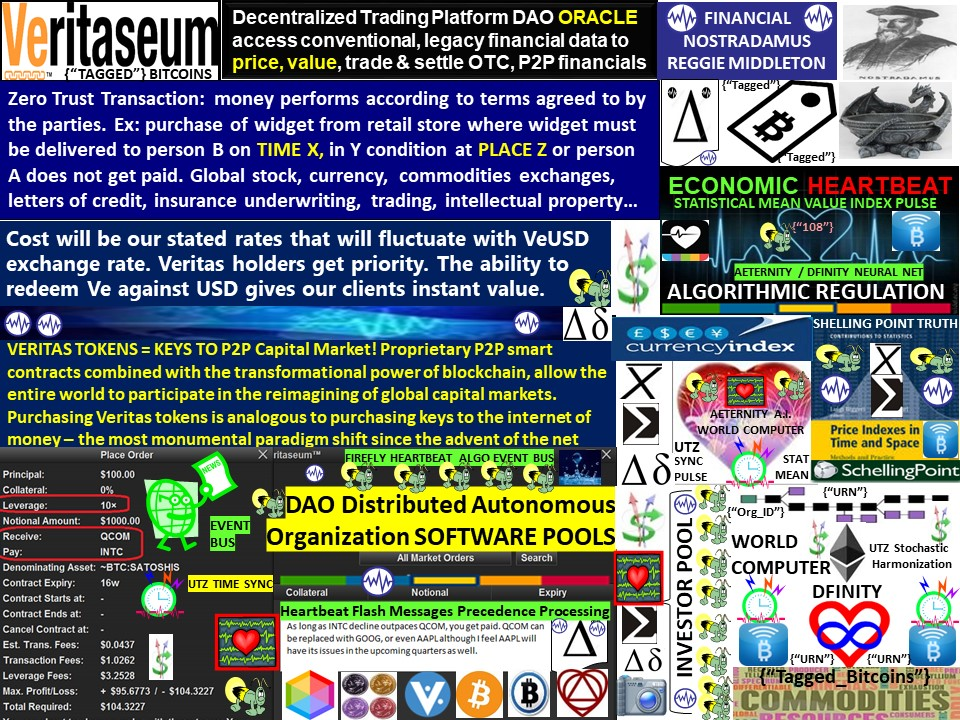 Veritaseum
{“TAGGED”} BITCOINS
Decentralized Trading Platform DAO ORACLE
access conventional, legacy financial data to
price, value, trade & settle OTC, P2P financials
FINANCIAL
NOSTRADAMUS
REGGIE MIDDLETON
NOSTRADAMUS
Zero Trust Transaction: money performs according to terms agreed to by
the parties. Ex: purchase of widget from retail store where widget must
be delivered to person B on TIME X, in Y condition at PLACE Z or person
A does not get paid. Global stock, currency, commodities exchanges,
letters of credit, insurance underwriting, trading, intellectual property...
{“Tagged”}
Δ
{“Tagged”}
ECONOMIC HEARTBEAT
STATISTICAL MEAN VALUE INDEX PULSE
{“108”}
AETERNITY / DFINITY NEURAL NET
ALGORITHMIC REGULATION
Cost will be our stated rates that will fluctuate with VeUSD
exchange rate. Veritas holders get priority. The ability to
redeem Ve against USD gives our clients instant value.
Δδ
VERITAS TOKENS = KEYS TO P2P Capital Market! Proprietary P2P smart
contracts combined with the transformational power of blockchain, allow the
entire world to participate in the reimagining of global capital markets.
Purchasing Veritas tokens is analogous to purchasing keys to the internet of
money – the most monumental paradigm shift since the advent of the net
£ $ € ¥
currencyindex
X
Σ
Δδ
AETERNITY A.I.
WORLD COMPUTER
UTZ
SYNC
PULSE
STAT
MEAN
SHELLING POINT TRUTH
CONTRIBUTIONS TO STATISTICS
X
Σ
Price Indexes in
Time and Space
Methods and Practice
SchellingPoint
Place Order
Principal: $100.00
Collateral: 0%
Leverage: 10×
Notional Amount: $1000.00
Receive: QCOM
Pay: INTC
Denominating Asset: ~BTC:SATOSHIS
Contract Expiry: 16w
Contract Starts at: -
Contract Ends at: -
Cancel Contract at: -
Est. Trans. Fees: $0.0437
Transaction Fees: $1.0262
Leverage Fees: $3.2528
Max. Profit/Loss: + $95.6773 / - $104.3227
Total Required: $104.3227
NEWS
EVENT
BUS
UTZ TIME SYNC
ritaseum™
FIREFLY HEARTBEAT ALGO EVENT BUS
DAO Distributed Autonomous
Organization SOFTWARE POOLS
All Market Orders
Search
Collateral Notional Expiry
Heartbeat Flash Messages Precedence Processing
As long as INTC decline outpaces QCOM, you get paid. QCOM can
be replaced with GOOG, or even AAPL although I feel AAPL will
have its issues in the upcoming quarters as well.
Δ
Σ
Δδ
INVESTOR POOL
{“URN”}
{“Org_ID”}
WORLD
COMPUTER
UTZ Stochastic
Harmonization
DFINITY
{“URN”}
{“URN”}
{“Tagged_Bitcoins”}
COMMODITIES